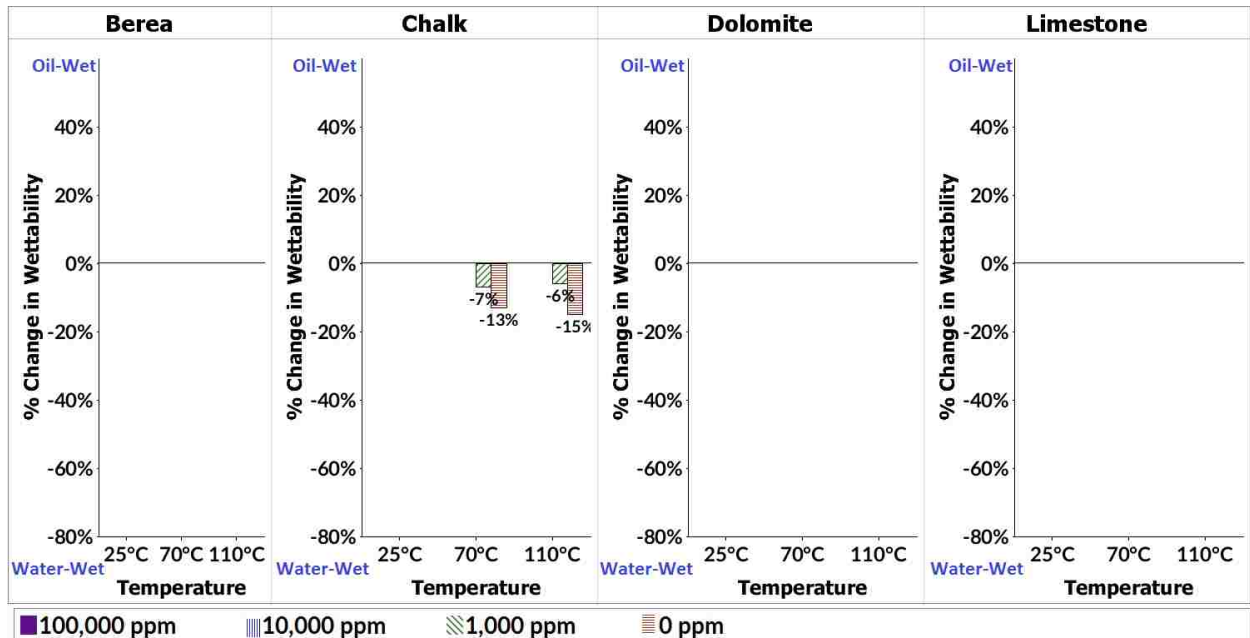 Berea
Chalk
Dolomite
Limestone
Oil-Wet
40%
20%
0%
-20%
-40%
-60%
-80%
% Change in Wettability
25°C 70°C 110°C
Water-Wet
Temperature
Oil-Wet
40%
20%
0%
-20%
-40%
-60%
-80%
% Change in Wettability
-7%
-13%
-6%
-15%
25°C 70°C 110°C
Water-Wet
Temperature
Oil-Wet
40%
20%
0%
-20%
-40%
-60%
-80%
% Change in Wettability
25°C 70°C 110°C
Water-Wet
Temperature
Oil-Wet
40%
20%
0%
-20%
-40%
-60%
-80%
% Change in Wettability
25°C 70°C 110°C
Water-Wet
Temperature
100,000 ppm 10,000 ppm 1,000 ppm 0 ppm